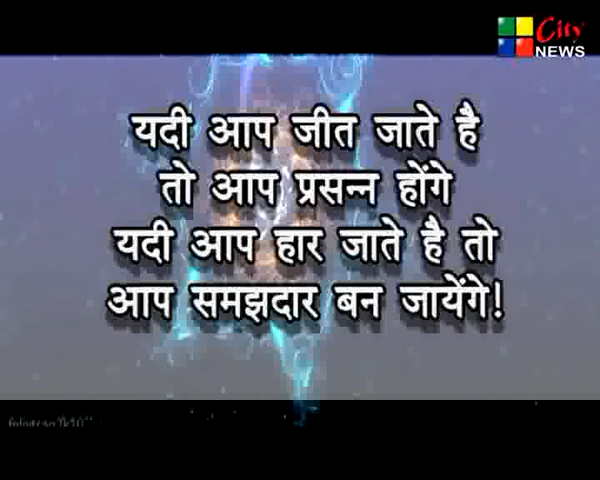 City
NEWS
यदी आप जीत जाते है
तो आप प्रसन्न होंगे
यदी आप हार जाते है तो
आप समझदार बन जायेंगे!